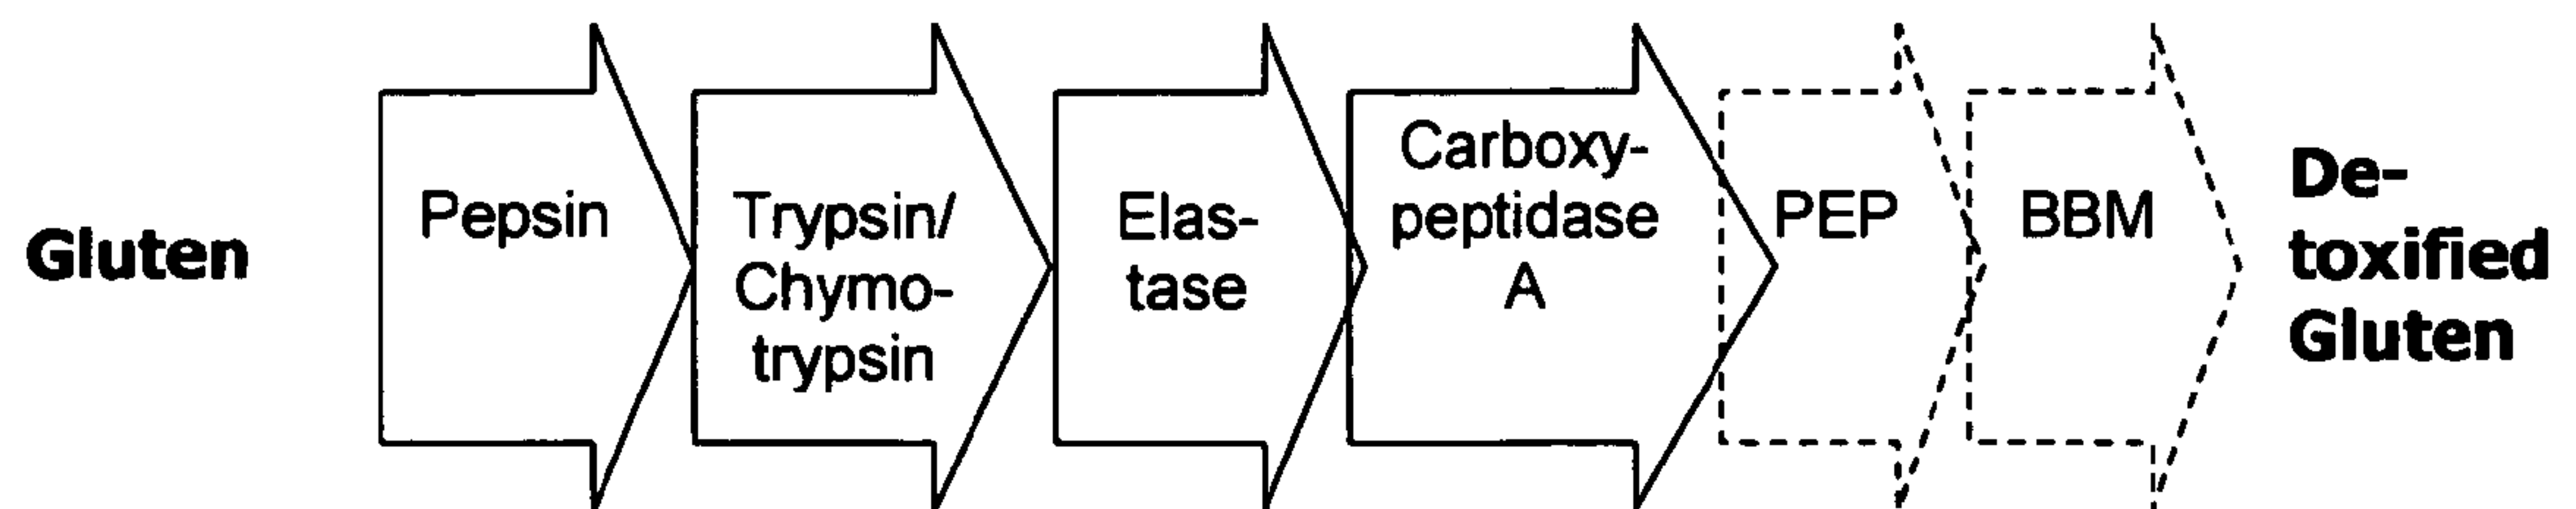 Gluten
Pepsin
Trypsin/
Chymo-
trypsin
Elas-
tase
Carboxy-
peptidase
A
PEP
BBM
De-
toxified
Gluten